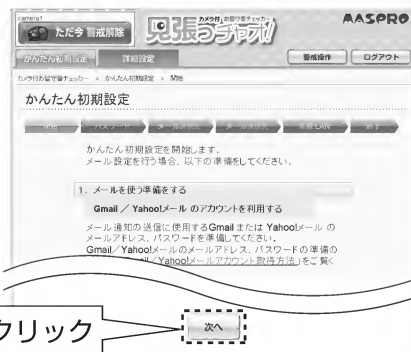 camera1
ただ今 警戒解除
カメラ付お留守番チェッカー
見張っチャオ!
MASPRO
かんたん初期設定
詳細設定
警戒操作
ログアウト
カメラ付お留守番チェッカー > かんたん初期設定 > 開始
かんたん初期設定
開始
パスワード
メール送信元
メール送信先
無線LAN
終了
かんたん初期設定を開始します。
メール設定を行う場合、以下の準備をしてください。
1. メールを使う準備をする
Gmail / Yahoo!メール のアカウントを利用する
メール通知の送信に使用するGmail または Yahoo!メール の
メールアドレス、パスワードを準備してください。
Gmail/Yahoo!メールのメールアドレス、パスワードの準備の
/Yahoo!メールアカウント取得方法」をご覧く
クリック
次へ